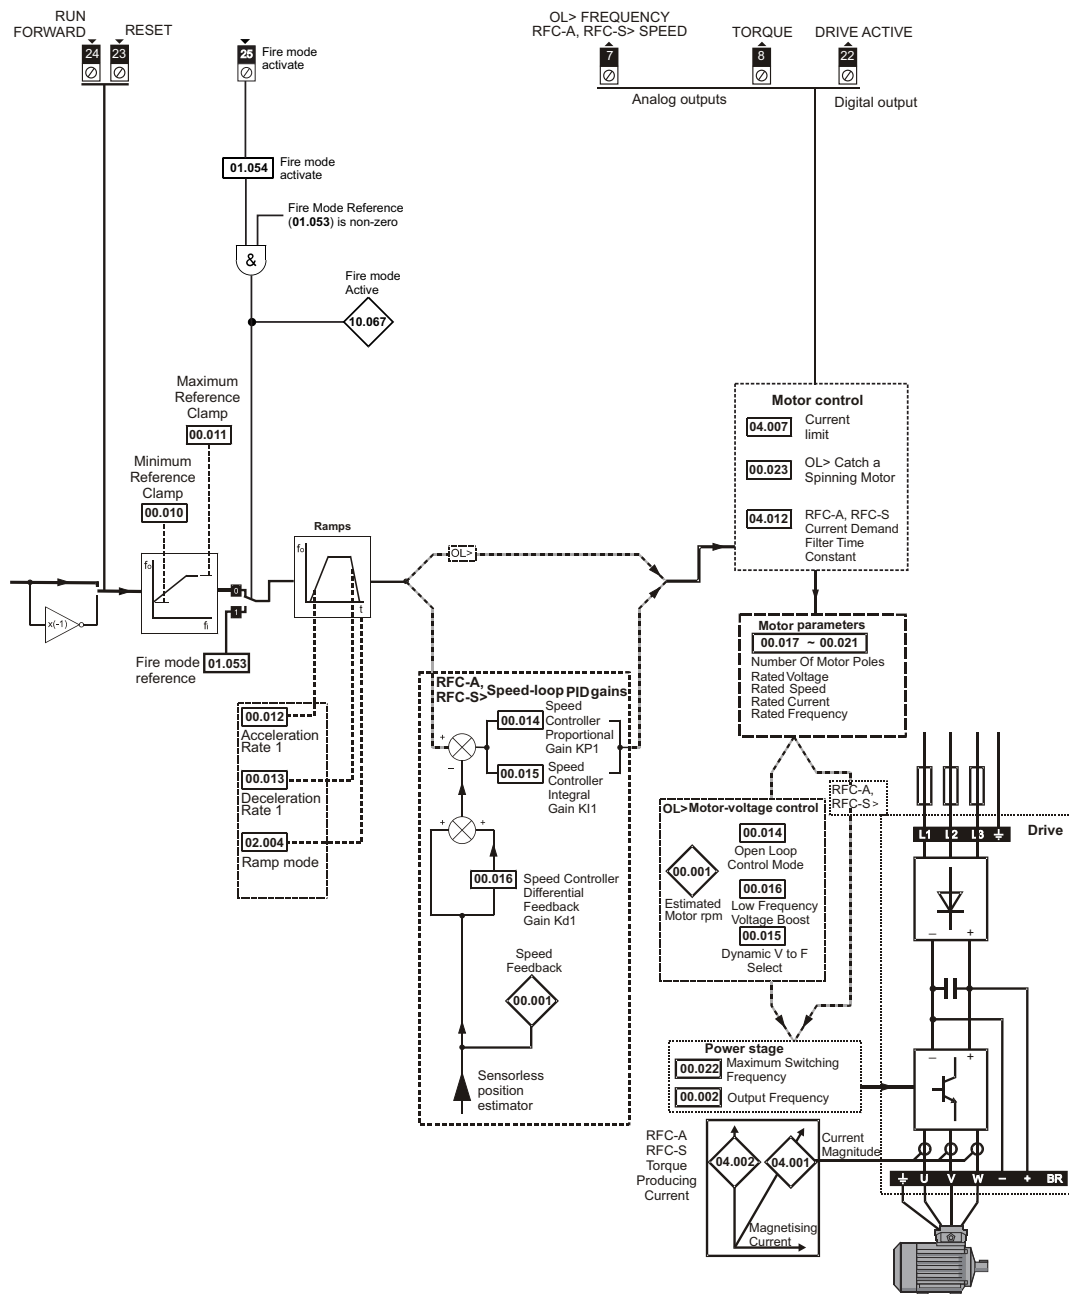 RUN
FORWARD
RESET
24
23
25
Fire mode
activate
OL> FREQUENCY
RFC-A, RFC-S> SPEED
TORQUE
DRIVE ACTIVE
7
8
22
Analog outputs
Digital output
01.054
Fire mode
activate
Fire Mode Reference
(01.053) is non-zero
&
Fire mode
Active
10.067
Maximum
Reference
Clamp
00.011
Minimum
Reference
Clamp
00.010
x(-1)
fo
fi
0
1
Fire mode
reference
01.053
Ramps
fo
t
00.012
Acceleration
Rate 1
00.013
Deceleration
Rate 1
02.004
Ramp mode
OL>
RFC-A,
RFC-S>
Speed-loop PID gains
+
–
00.014
Speed
Controller
Proportional
Gain KP1
00.015
Speed
Controller
Integral
Gain KI1
+
+
00.016
Speed Controller
Differential
Feedback
Gain Kd1
Speed
Feedback
00.001
Sensorless
position
estimator
Motor control
04.007
Current
limit
00.023
OL> Catch a
Spinning Motor
04.012
RFC-A, RFC-S
Current Demand
Filter Time
Constant
Motor parameters
00.017 ~ 00.021
Number Of Motor Poles
Rated Voltage
Rated Speed
Rated Current
Rated Frequency
RFC-A,
RFC-S>
OL>Motor-voltage control
00.014
Open Loop
Control Mode
00.001
Estimated
Motor rpm
00.016
Low Frequency
Voltage Boost
00.015
Dynamic V to F
Select
Power stage
00.022
Maximum Switching
Frequency
00.002
Output Frequency
RFC-A
RFC-S
Torque
Producing
Current
04.002
04.001
Current
Magnitude
Magnetising
Current
Drive
L1 L2 L3
– +
– +
U V W – + BR